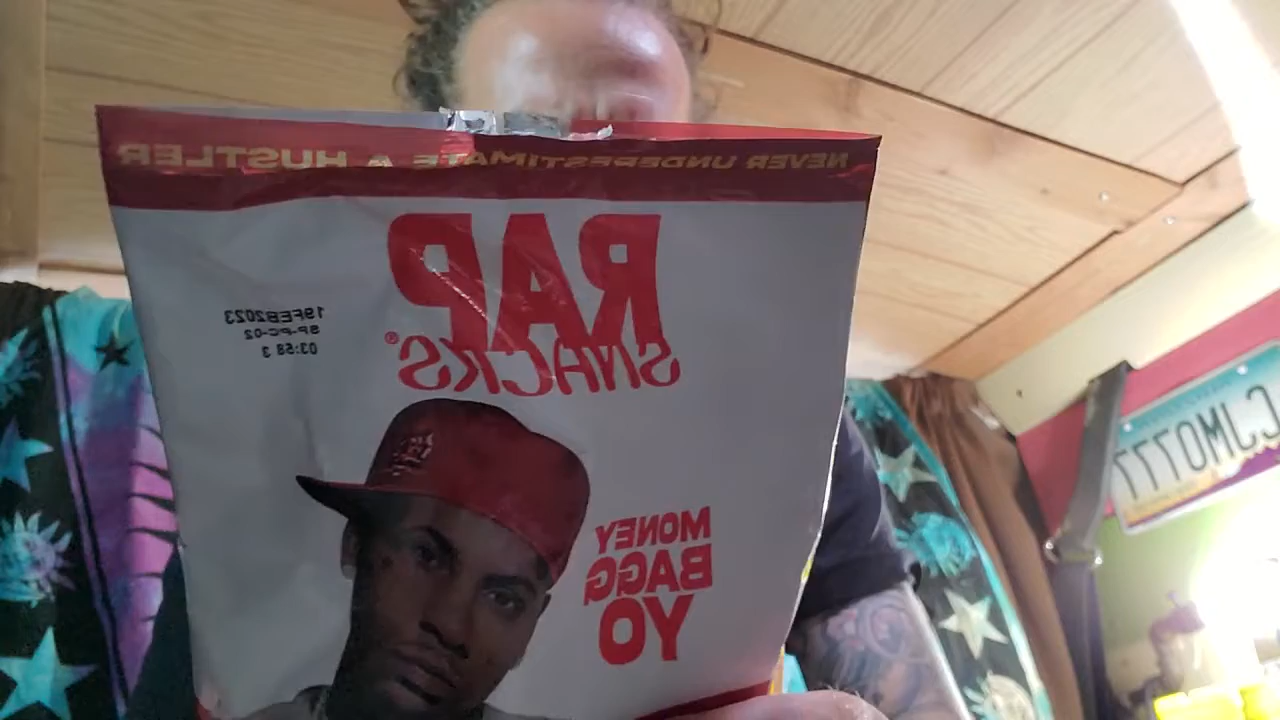 NEVER UNDERESTIMATE A HUSTLER
RAP
SNACKS®
19FEB2023
SP-PC-02
03:58 3
MONEY
BAGG
YO
CJM0777